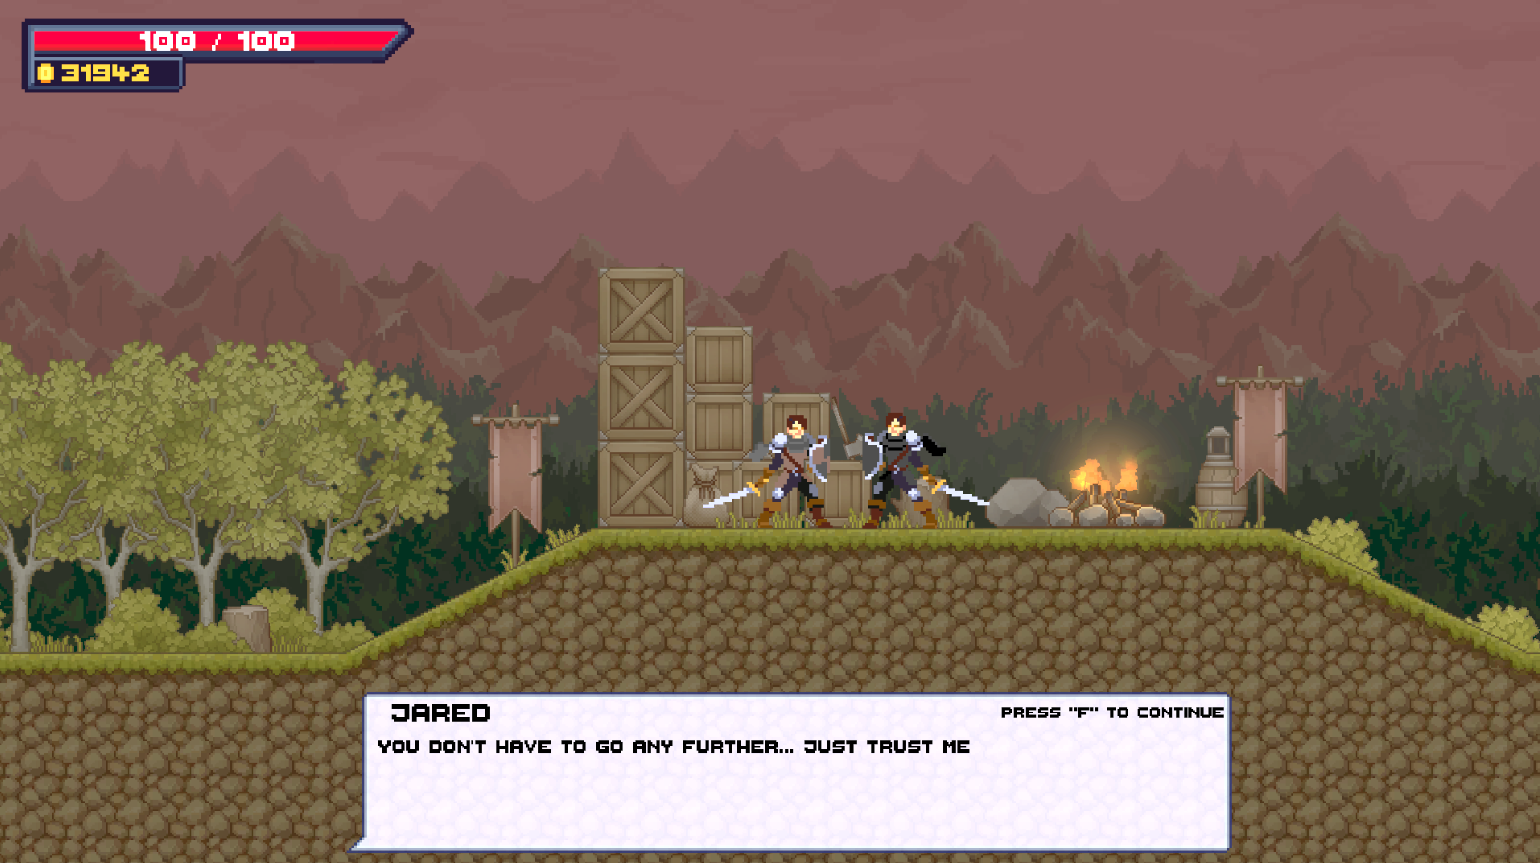 100 / 100
31942
JARED
PRESS "F" TO CONTINUE
YOU DON'T HAVE TO GO ANY FURTHER... JUST TRUST ME